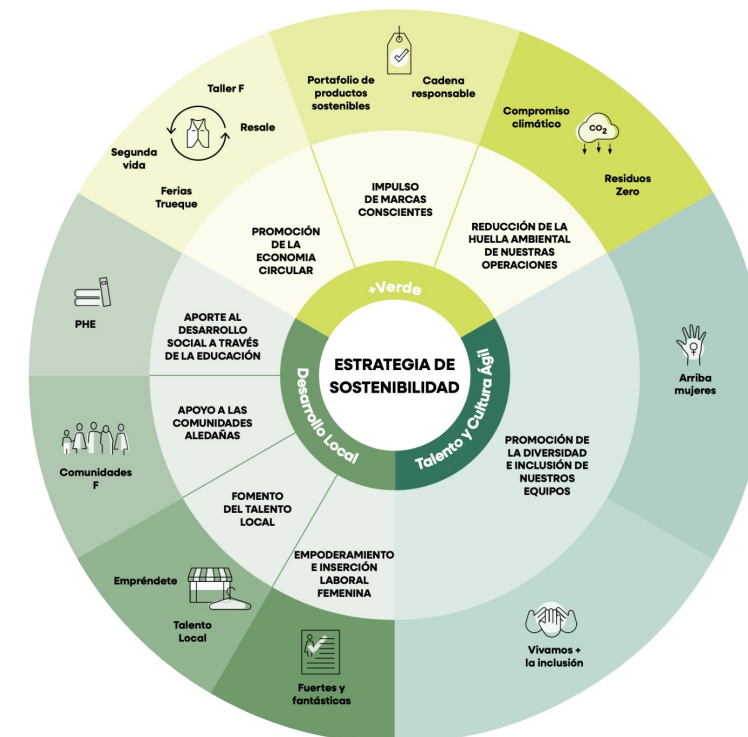 ESTRATEGIA DE
SOSTENIBILIDAD
+Verde
PROMOCIÓN
DE LA
ECONOMIA
CIRCULAR
Taller F
Resale
Segunda
vida
Ferias
Trueque
IMPULSO
DE MARCAS
CONSCIENTES
Portafolio de
productos
sostenibles
Cadena
responsable
REDUCCIÓN DE LA
HUELLA AMBIENTAL
DE NUESTRAS
OPERACIONES
Compromiso
climático
CO₂
Residuos
Zero
Talento y Cultura Ágil
PROMOCIÓN DE
LA DIVERSIDAD
E INCLUSIÓN DE
NUESTROS
EQUIPOS
Arriba
mujeres
Vivamos +
la inclusión
Desarrollo Local
EMPODERAMIENTO
E INSERCIÓN
LABORAL
FEMENINA
Fuertes y
fantásticas
FOMENTO
DEL TALENTO
LOCAL
Empréndete
Talento
Local
APOYO A LAS
COMUNIDADES
ALEDAÑAS
Comunidades
F
APORTE AL
DESARROLLO
SOCIAL A TRAVÉS
DE LA EDUCACIÓN
PHE